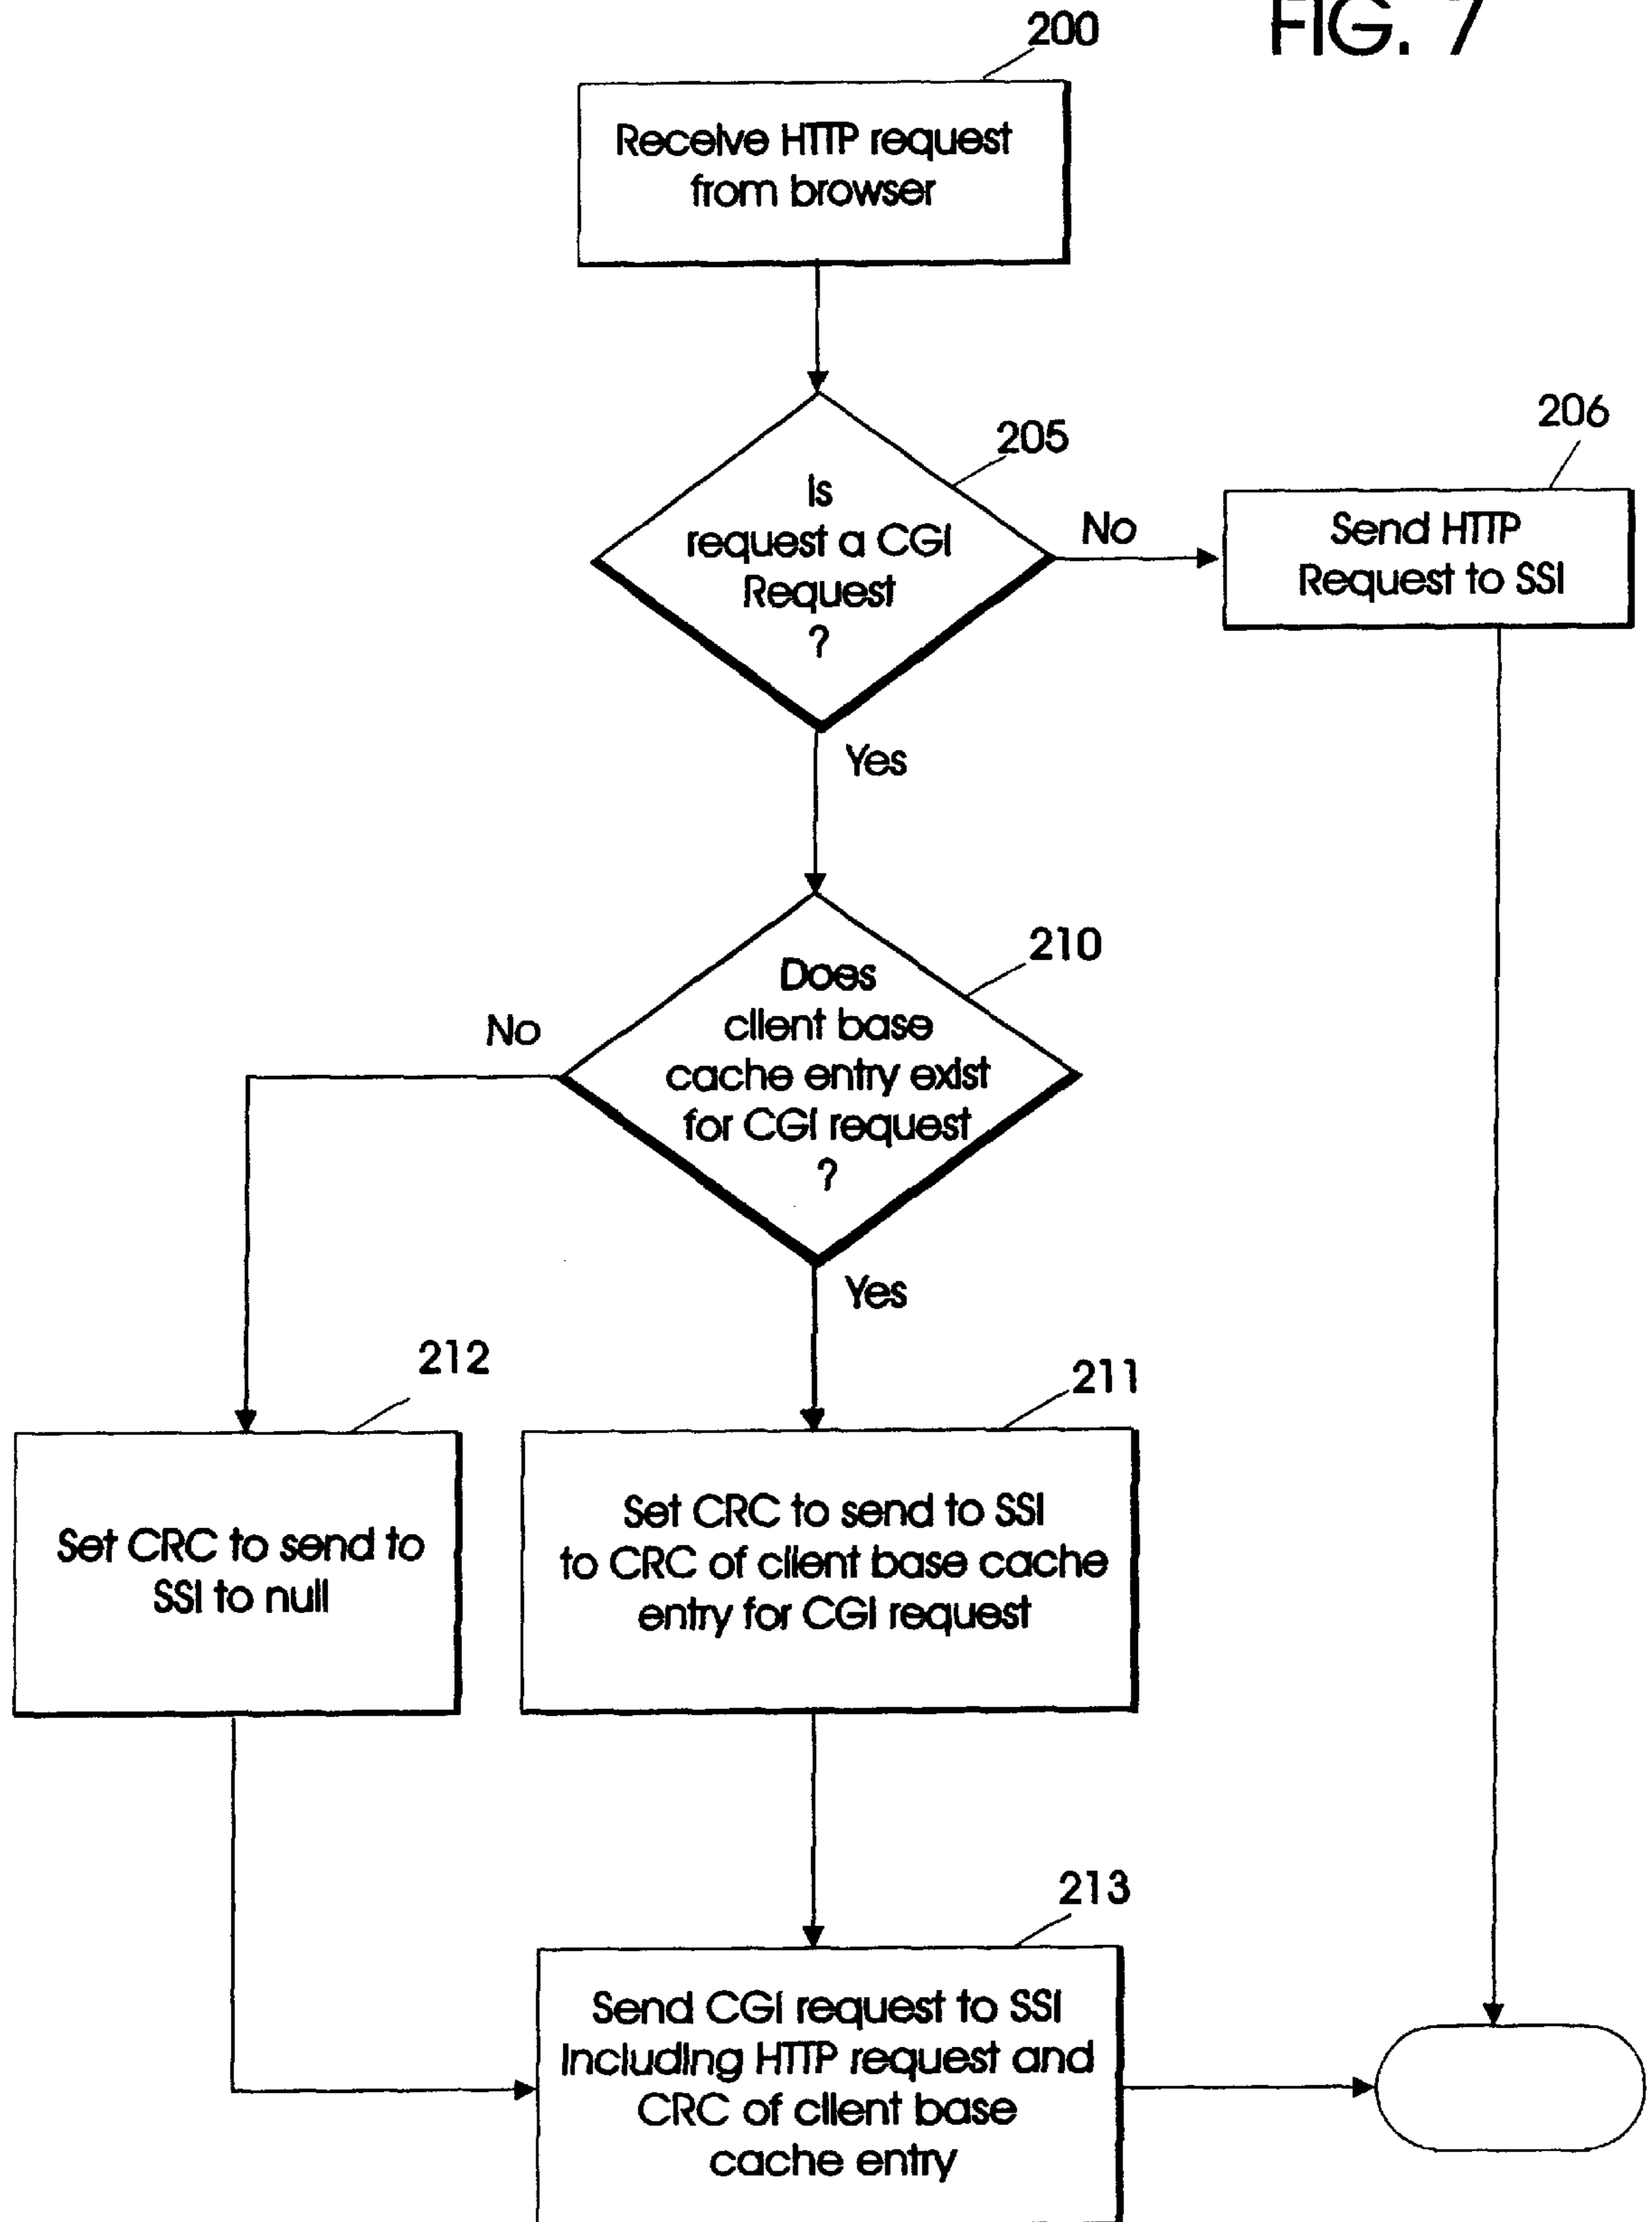 FIG. 7
200
Receive HTTP request
from browser
205
Is
request a CGI
Request
?
No
206
Send HTTP
Request to SSI
Yes
210
Does
client base
cache entry exist
for CGI request
?
No
Yes
212
Set CRC to send to
SSI to null
211
Set CRC to send to SSI
to CRC of client base cache
entry for CGI request
213
Send CGI request to SSI
Including HTTP request and
CRC of client base
cache entry